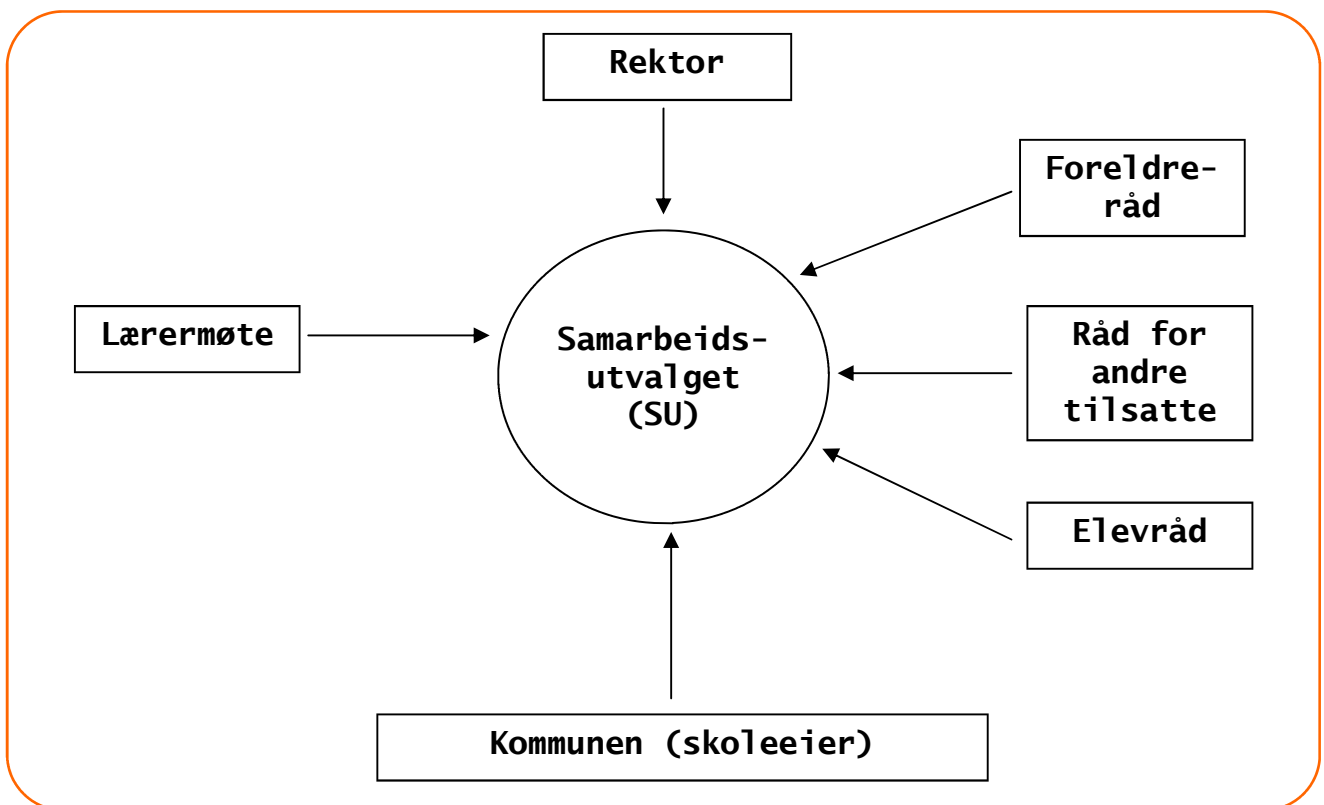 Rektor
Foreldre-
råd
Lærermøte
Samarbeids-
utvalget
(SU)
Råd for
andre
tilsatte
Elevråd
Kommunen (skoleeier)